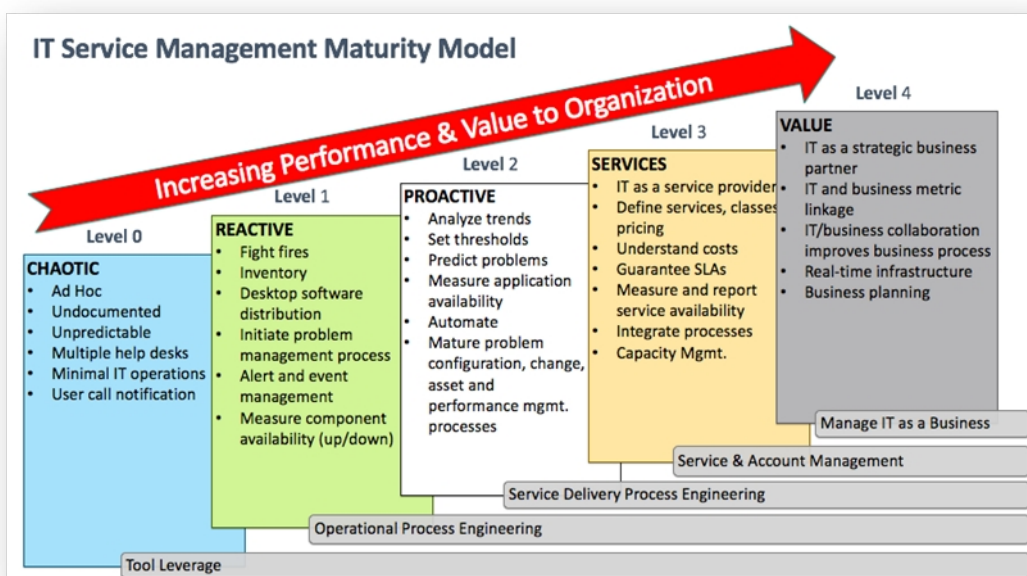 IT Service Management Maturity Model
Increasing Performance & Value to Organization
Level 0
CHAOTIC
• Ad Hoc
• Undocumented
• Unpredictable
• Multiple help desks
• Minimal IT operations
• User call notification
Level 1
REACTIVE
• Fight fires
• Inventory
• Desktop software
distribution
• Initiate problem
management process
• Alert and event
management
• Measure component
availability (up/down)
Level 2
PROACTIVE
• Analyze trends
• Set thresholds
• Predict problems
• Measure application
availability
• Automate
• Mature problem
configuration, change,
asset and
performance mgmt.
processes
Level 3
SERVICES
• IT as a service provider
• Define services, classes
pricing
• Understand costs
• Guarantee SLAs
• Measure and report
service availability
• Integrate processes
• Capacity Mgmt.
Level 4
VALUE
• IT as a strategic business
partner
• IT and business metric
linkage
• IT/business collaboration
improves business process
• Real-time infrastructure
• Business planning
Manage IT as a Business
Service & Account Management
Service Delivery Process Engineering
Operational Process Engineering
Tool Leverage